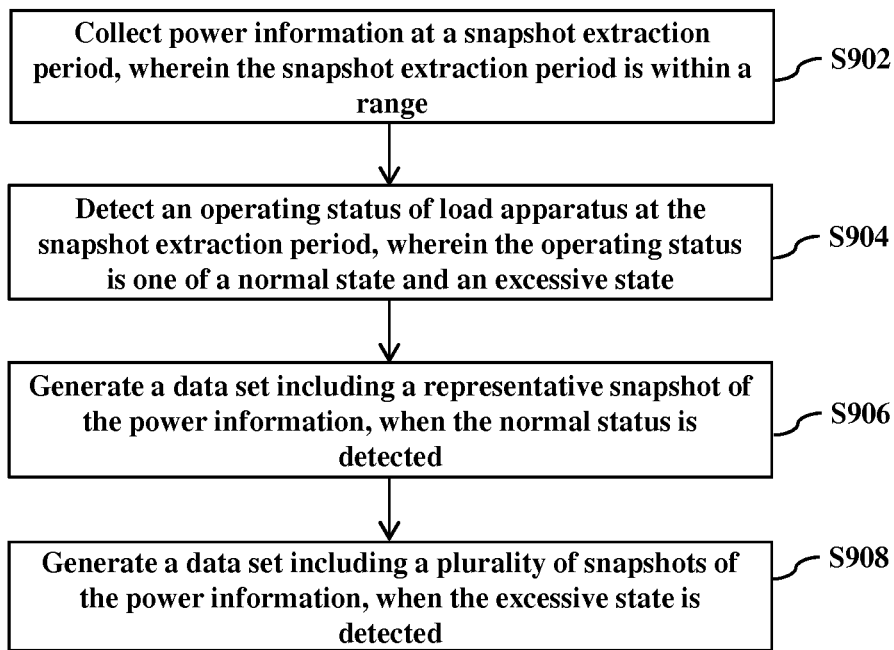 Collect power information at a snapshot extraction
period, wherein the snapshot extraction period is within a
range
S902
Detect an operating status of load apparatus at the
snapshot extraction period, wherein the operating status
is one of a normal state and an excessive state
S904
Generate a data set including a representative snapshot of
the power information, when the normal status is
detected
S906
Generate a data set including a plurality of snapshots of
the power information, when the excessive state is
detected
S908